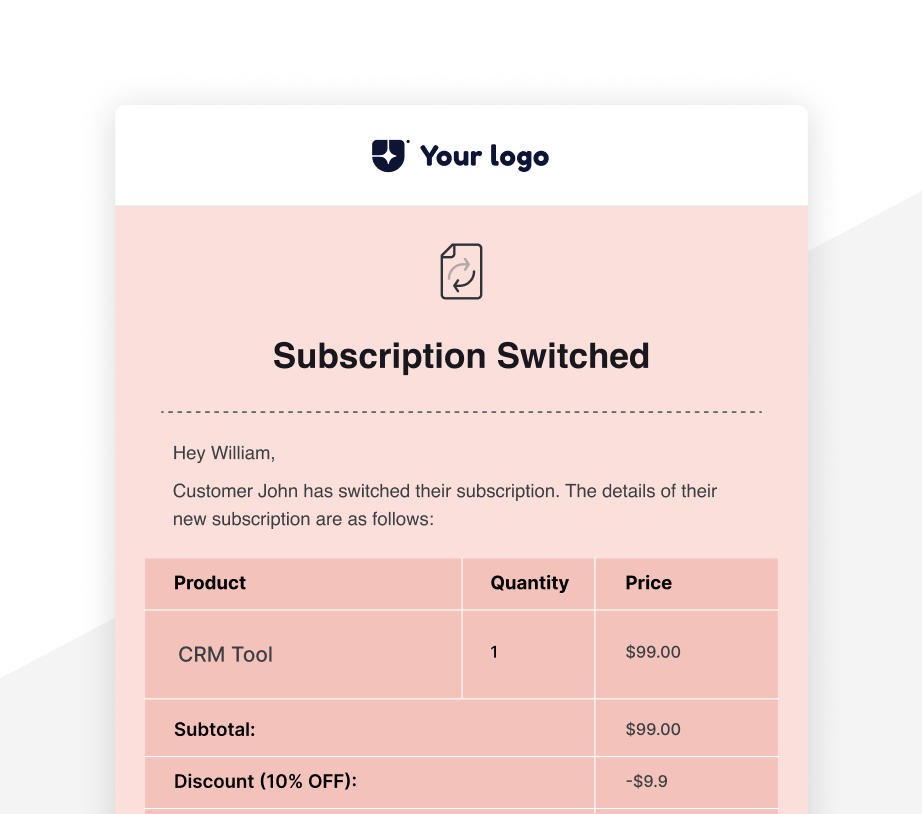 Your logo
Subscription Switched
Hey William,
Customer John has switched their subscription. The details of their
new subscription are as follows:
Product Quantity Price
CRM Tool 1 $99.00
Subtotal: $99.00
Discount (10% OFF): -$9.9